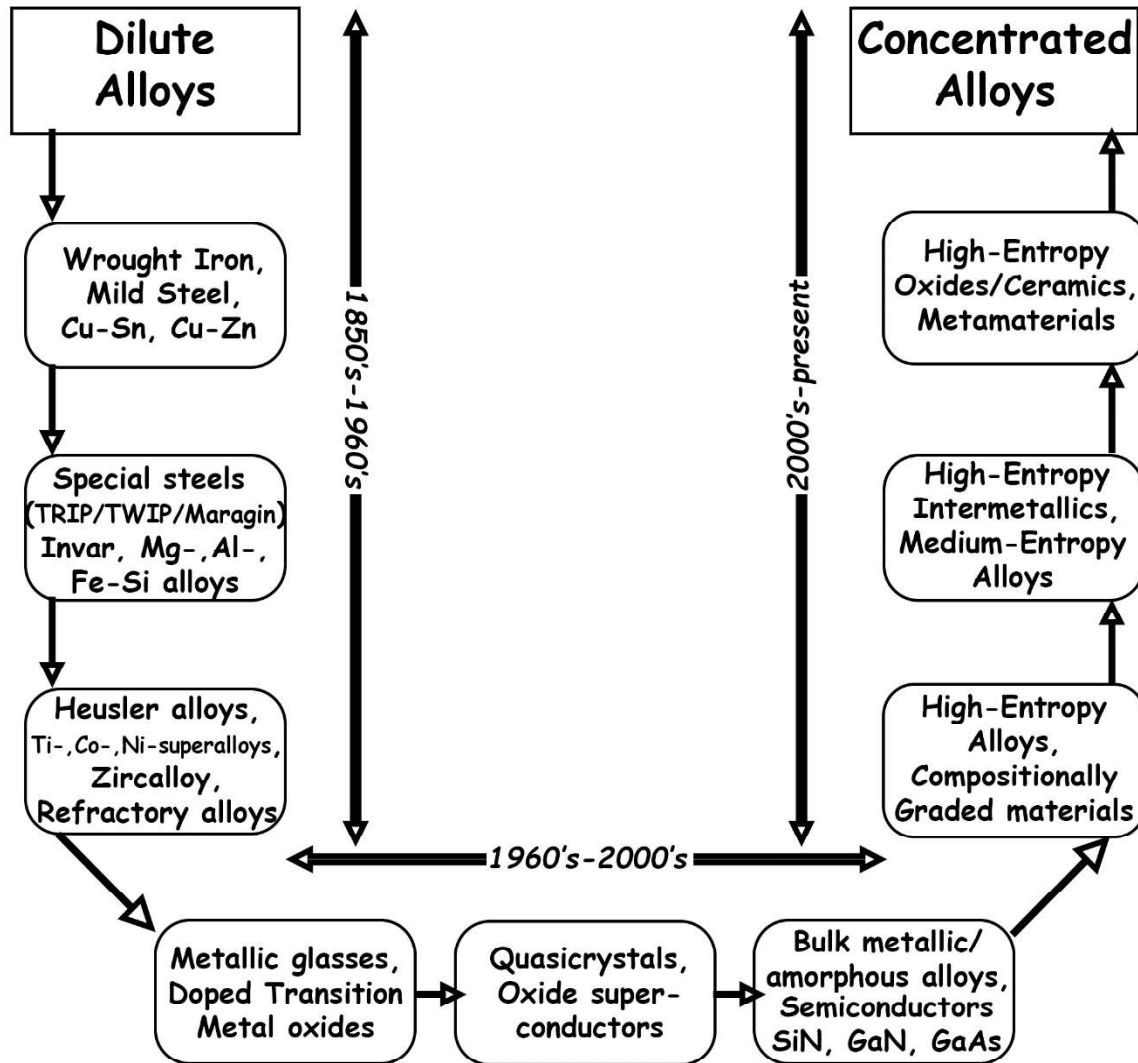 Dilute
Alloys
Wrought Iron,
Mild Steel,
Cu-Sn, Cu-Zn
Special steels
(TRIP/TWIP/Maragin)
Invar, Mg-,Al-,
Fe-Si alloys
Heusler alloys,
Ti-,Co-,Ni-superalloys,
Zircalloy,
Refractory alloys
1850's-1960's
1960's-2000's
Metallic glasses,
Doped Transition
Metal oxides
Quasicrystals,
Oxide super-
conductors
Bulk metallic/
amorphous alloys,
Semiconductors
SiN, GaN, GaAs
2000's-present
Concentrated
Alloys
High-Entropy
Oxides/Ceramics,
Metamaterials
High-Entropy
Intermetallics,
Medium-Entropy
Alloys
High-Entropy
Alloys,
Compositionally
Graded materials